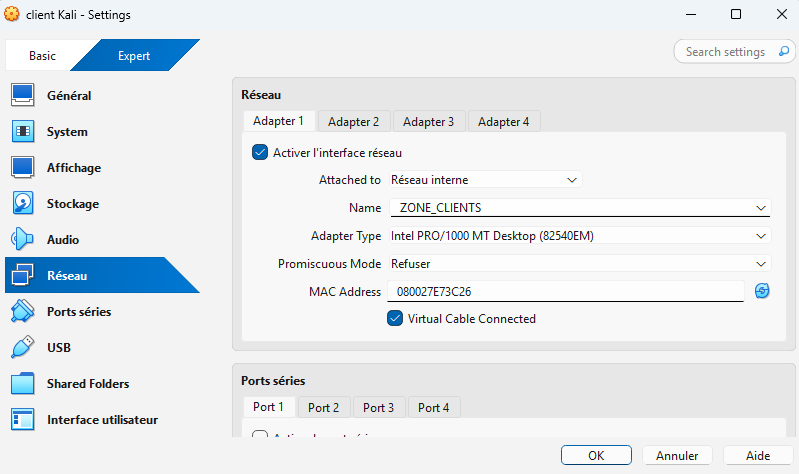 client Kali - Settings
Basic
Expert
Search settings
Général
System
Affichage
Stockage
Audio
Réseau
Ports séries
USB
Shared Folders
Interface utilisateur
Réseau
Adapter 1 Adapter 2 Adapter 3 Adapter 4
Activer l'interface réseau
Attached to Réseau interne
Name ZONE_CLIENTS
Adapter Type Intel PRO/1000 MT Desktop (82540EM)
Promiscuous Mode Refuser
MAC Address 080027E73C26
Virtual Cable Connected
Ports séries
Port 1 Port 2 Port 3 Port 4
OK Annuler Aide